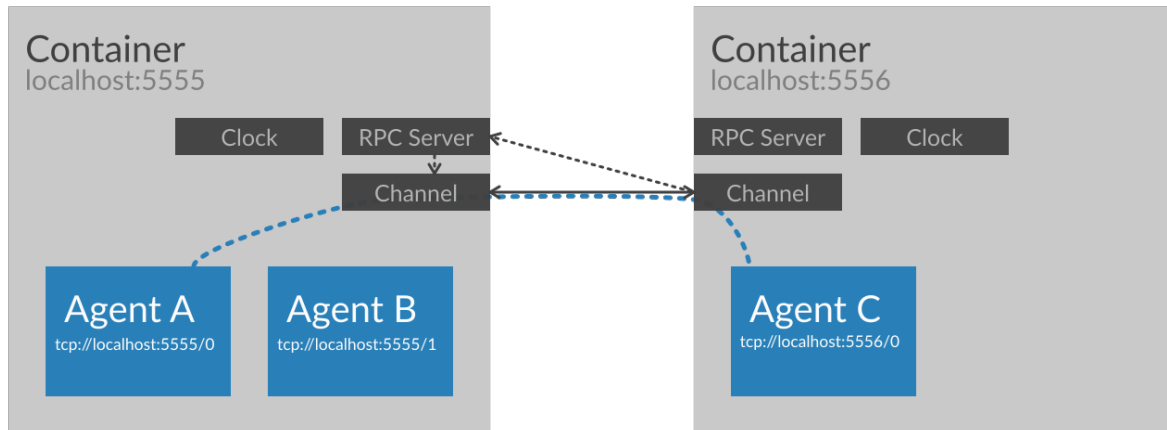 Container
localhost:5555
Clock
RPC Server
Channel
Agent A
tcp://localhost:5555/0
Agent B
tcp://localhost:5555/1
Container
localhost:5556
RPC Server
Clock
Channel
Agent C
tcp://localhost:5556/0